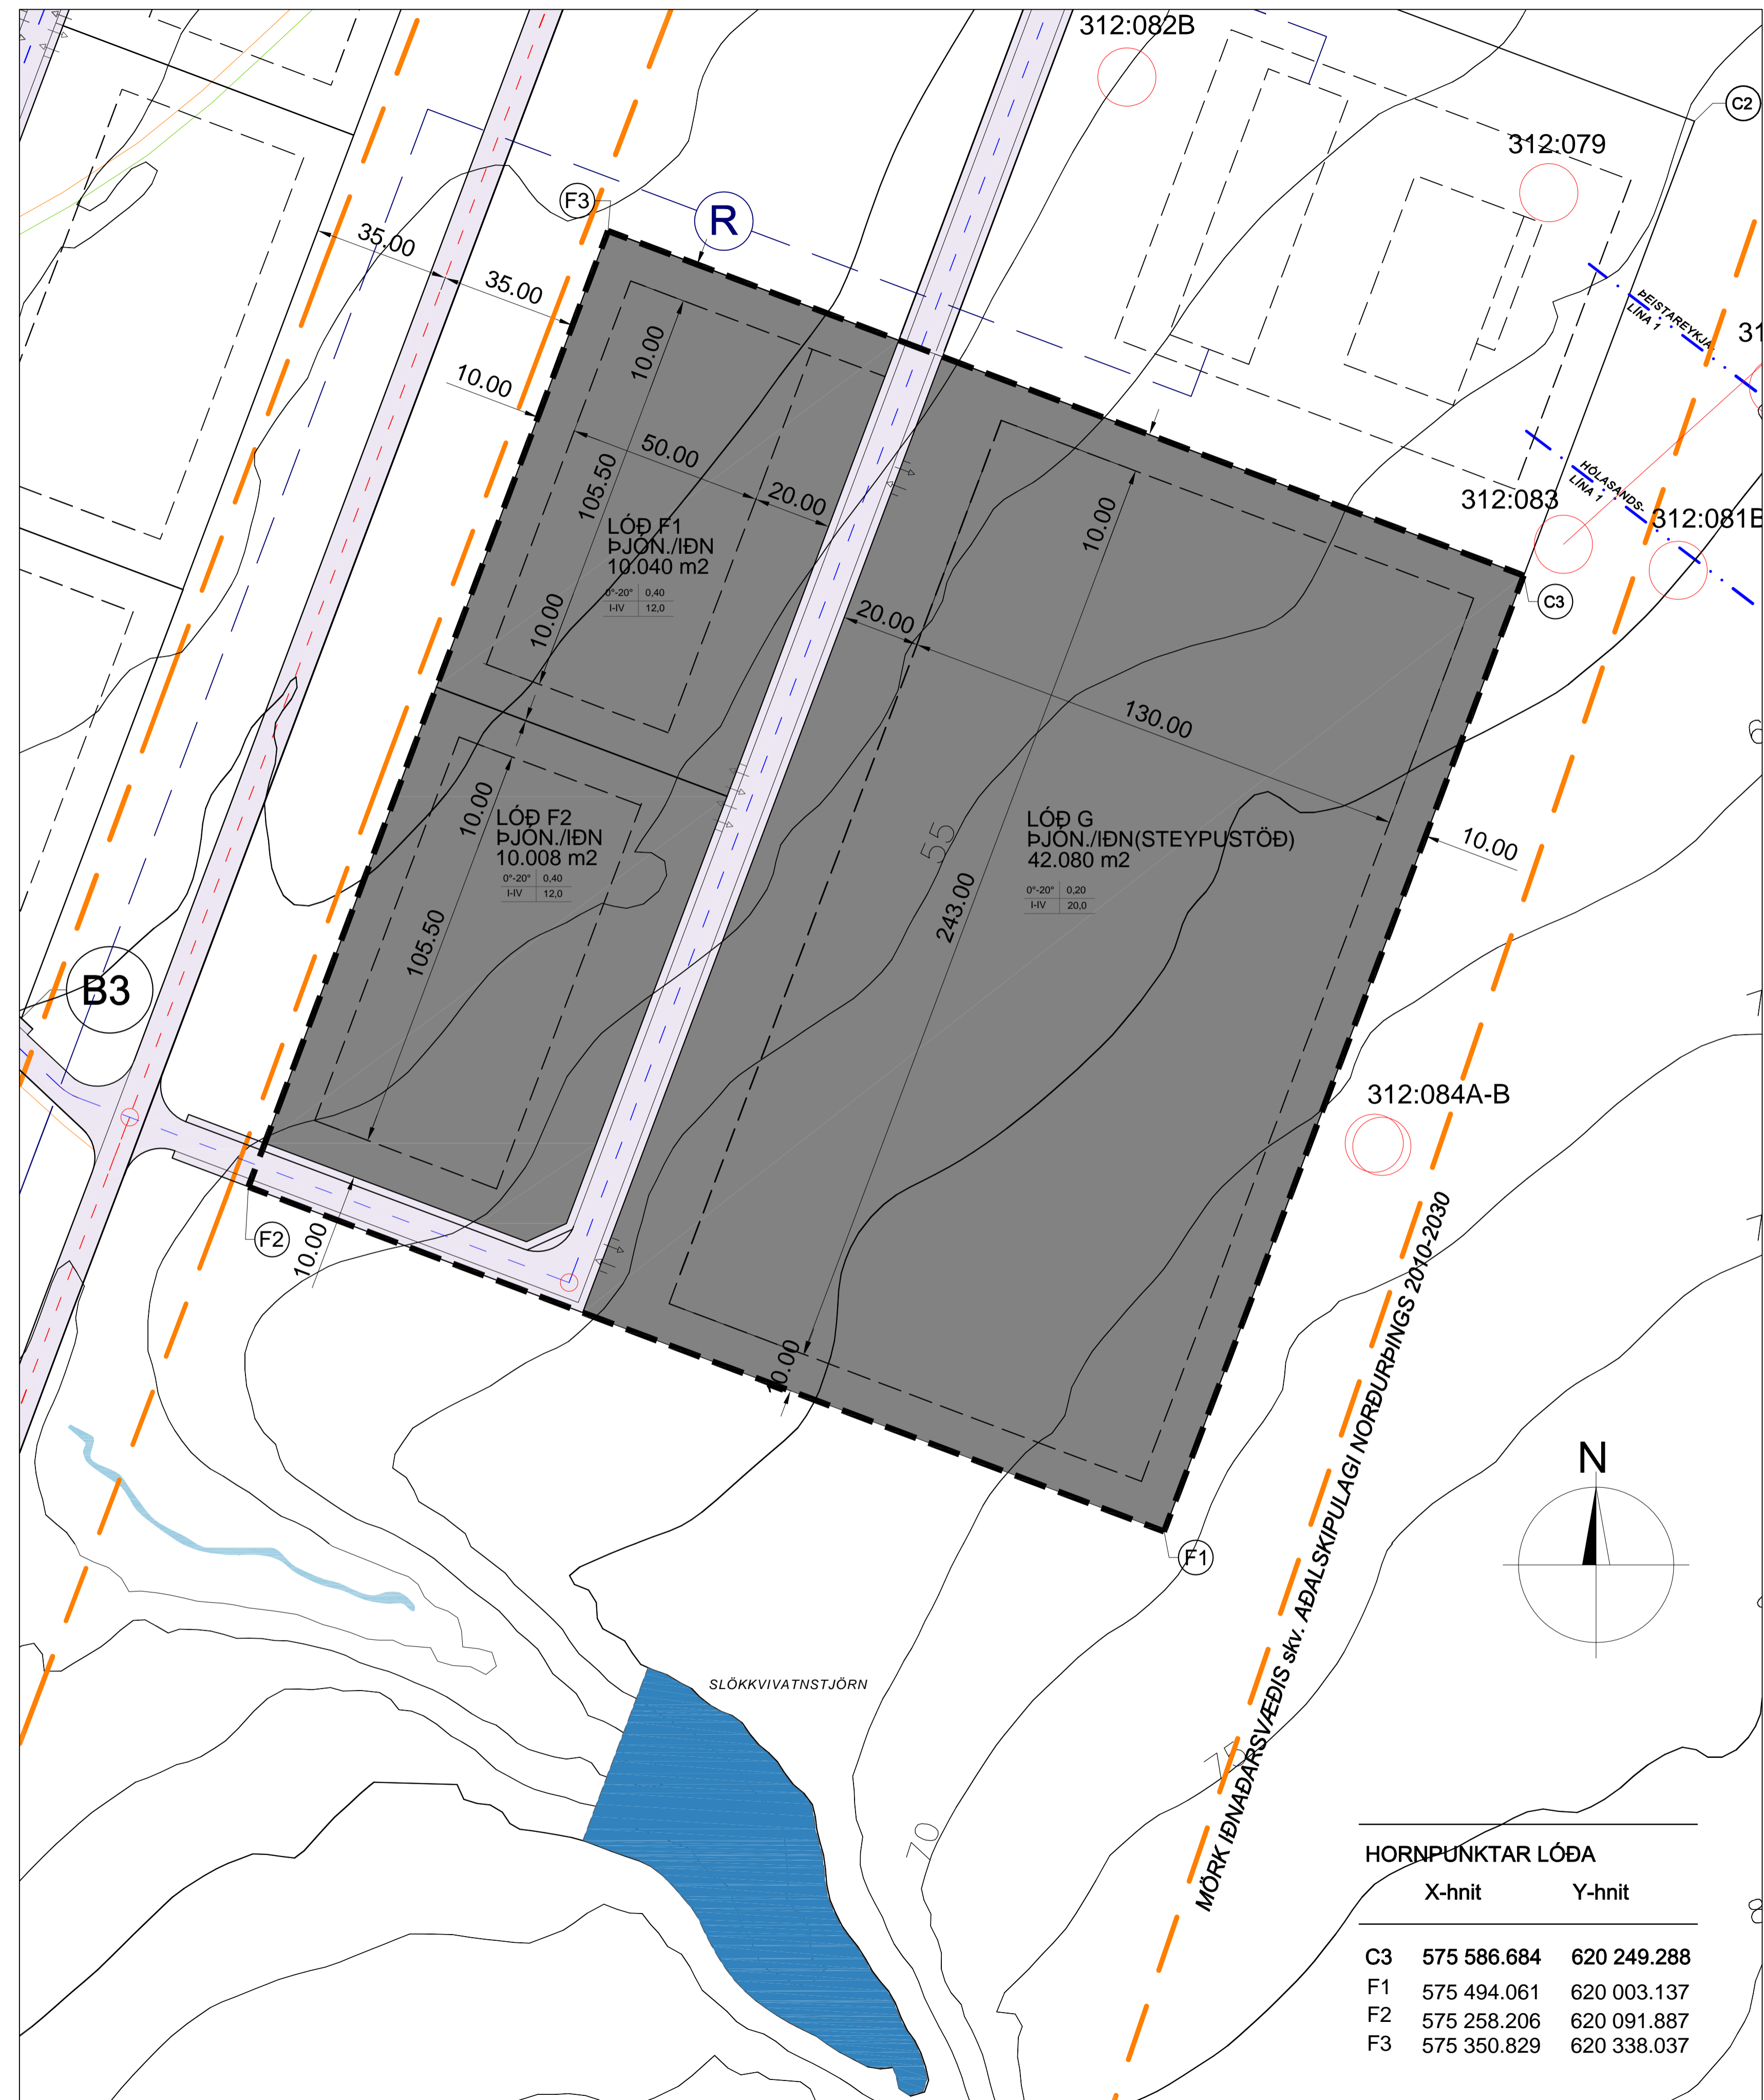 312:082B
C2
312:079
F3
R
35.00
35.00
ÞEISTAREYKJA-
LÍNA 1
10.00
10.00
50.00
105.50
20.00
HÓLASANDS-
LÍNA 1
312:083
312:081B
10.00
LÓÐ F1
ÞJÓN./IÐN
10.040 m2
0°-20° 0,40
I-IV 12,0
10.00
20.00
C3
130.00
10.00
LÓÐ F2
ÞJÓN./IÐN
10.008 m2
0°-20° 0,40
I-IV 12,0
55
LÓÐ G
ÞJÓN./IÐN(STEYPUSTÖÐ)
42.080 m2
0°-20° 0,20
I-IV 20,0
10.00
243.00
105.50
B3
312:084A-B
F2
10.00
10.00
F1
N
MÖRK IÐNAÐARSVÆÐIS skv. AÐALSKIPULAGI NORÐURÞINGS 2010-2030
SLÖKKVIVATNSTJÖRN
75
70
HORNPUNKTAR LÓÐA
X-hnit Y-hnit
C3 575 586.684 620 249.288
F1 575 494.061 620 003.137
F2 575 258.206 620 091.887
F3 575 350.829 620 338.037